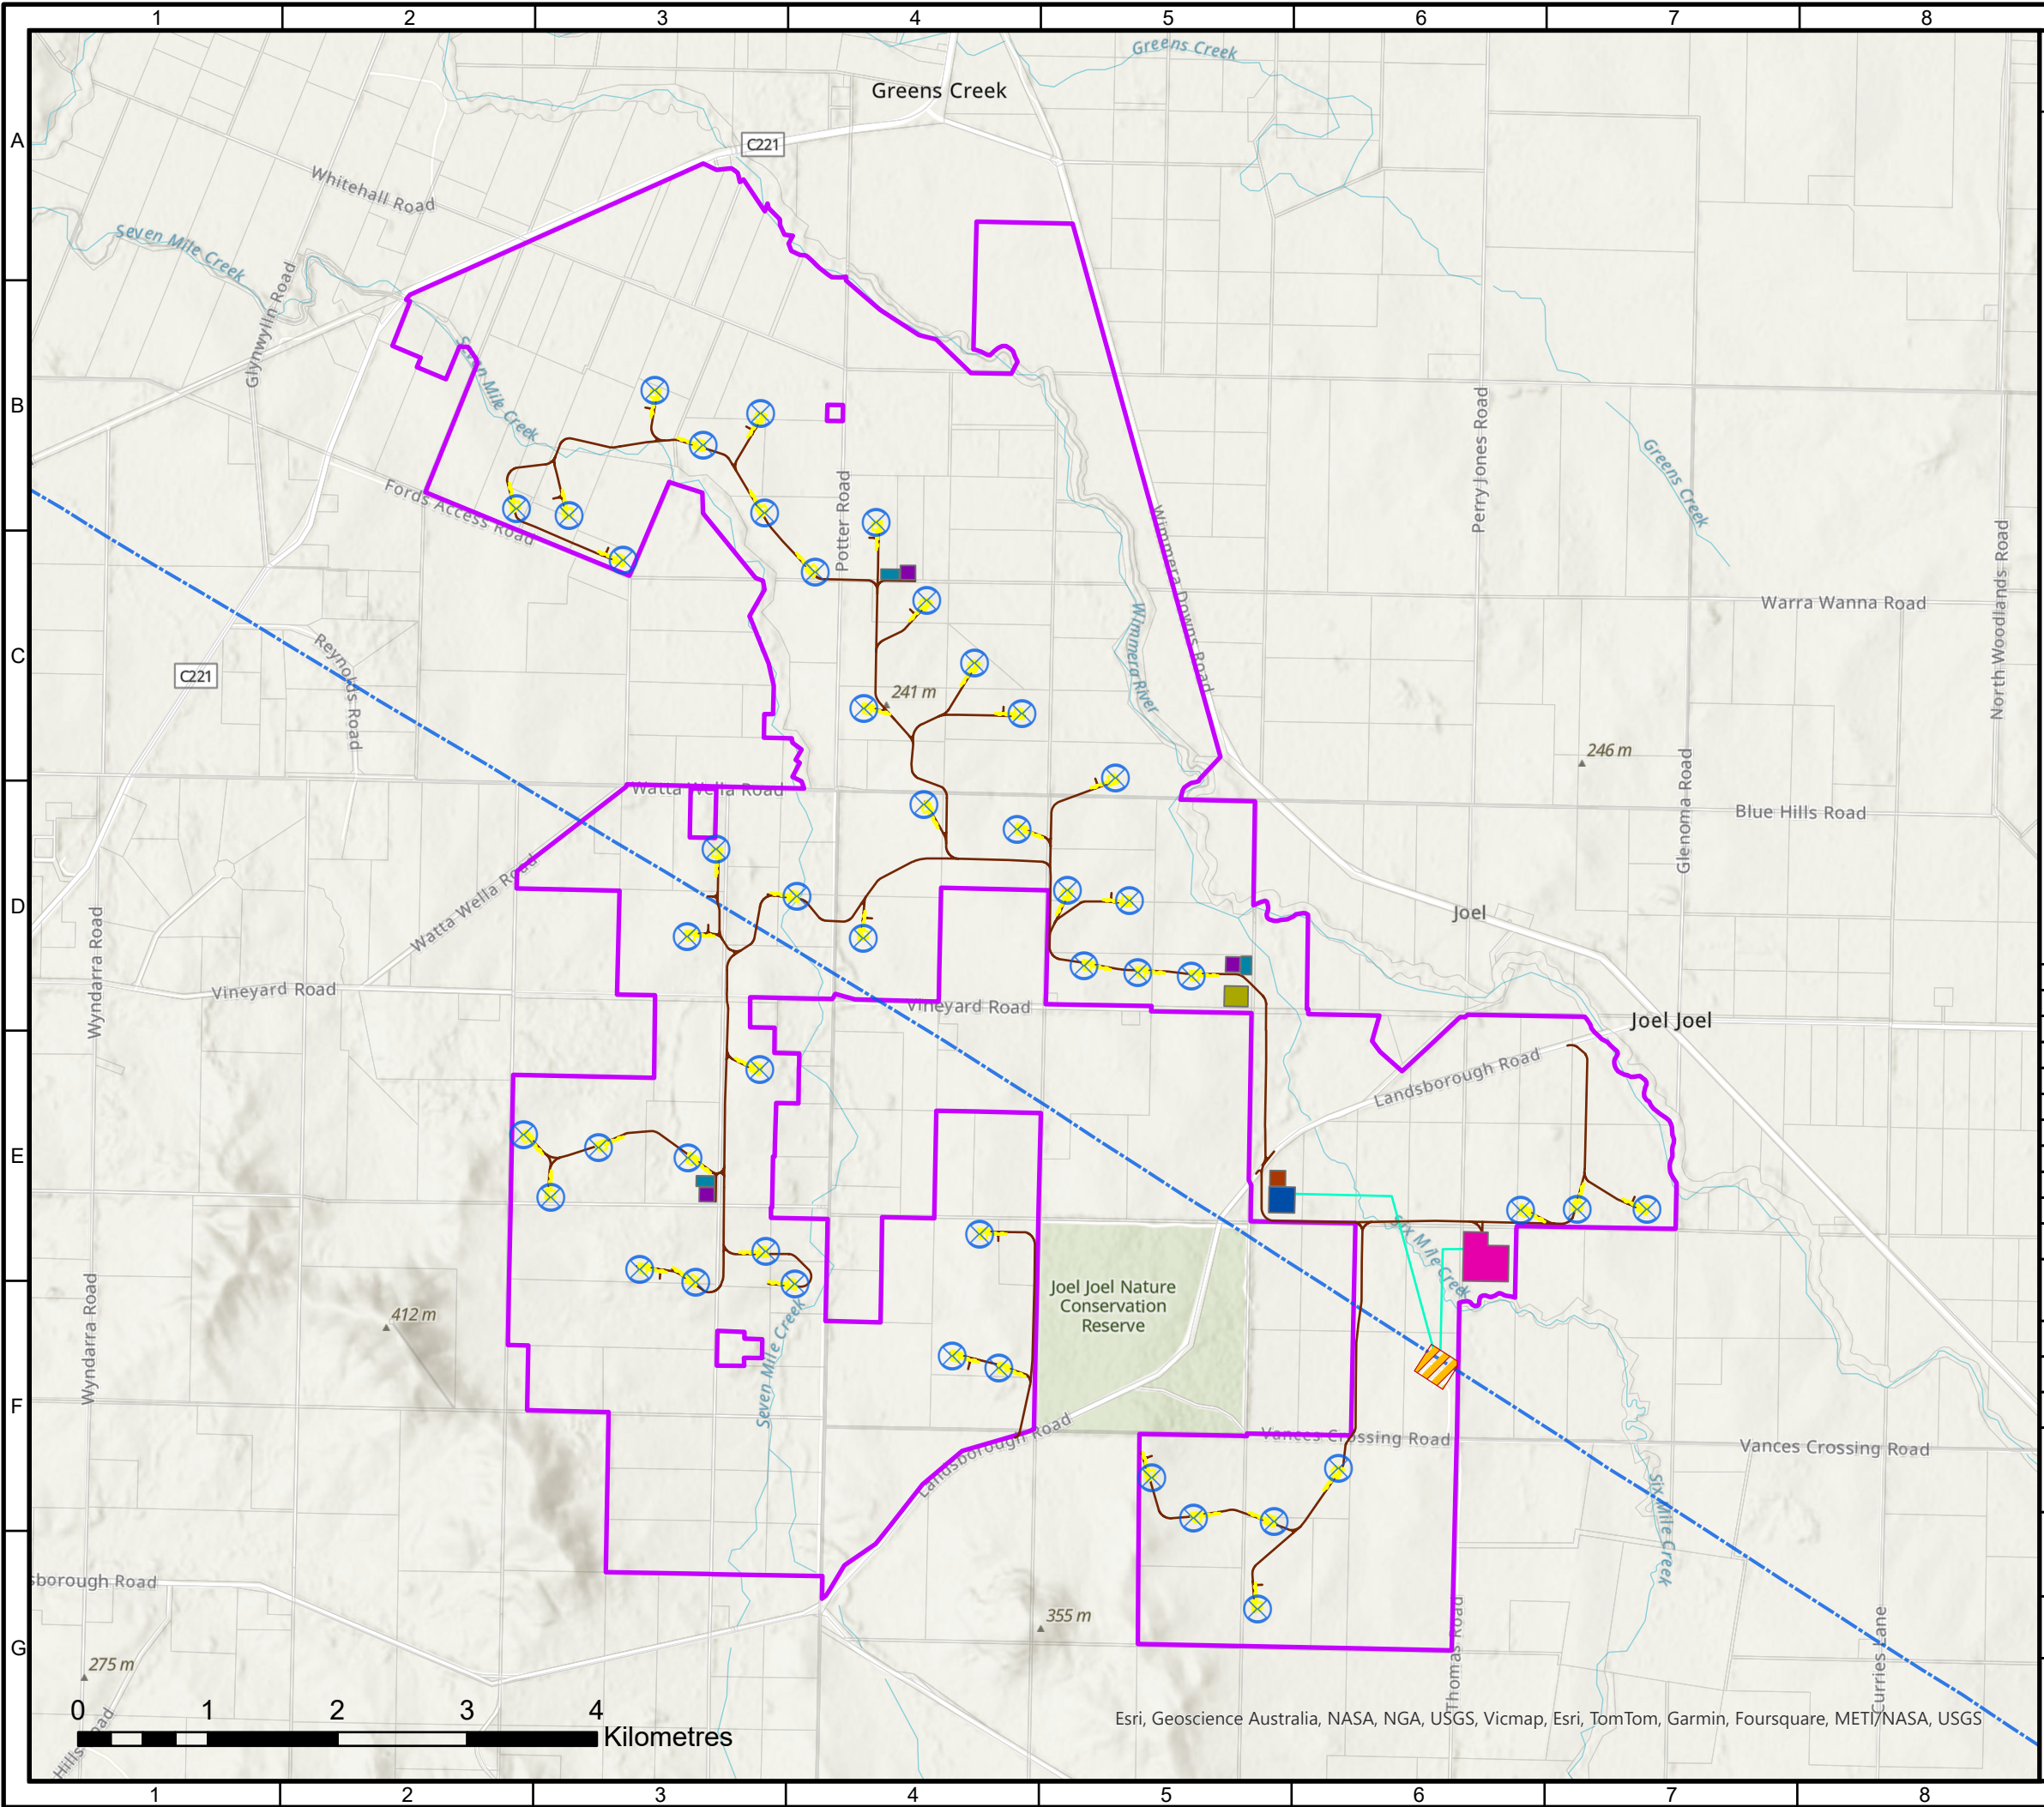 1 2 3 4 5 6 7 8
Greens Creek
Greens Creek
A
C221
Whitehall Road
Seven Mile Creek
Glynwylln Road
Seven Mile Creek
B
Perry Jones Road
Greens Creek
Fords Access Road
Potter Road
Wimmera Downs Road
North Woodlands Road
Warra Wanna Road
Wimmera River
C
Reynolds Road
C221
241 m
246 m
Glenoma Road
Watta Wella Road
Blue Hills Road
Watta Wella Road
D
Joel
Wyndarra Road
Vineyard Road
Vineyard Road
Joel Joel
Landsborough Road
E
Six Mile Creek
Joel Joel Nature
Conservation
Reserve
412 m
Wyndarra Road
Seven Mile Creek
F
Landsborough Road
Vances Crossing Road
Vances Crossing Road
Six Mile Creek
sborough Road
355 m
Thomas Road
Curries Lane
G
275 m
0 1 2 3 4
Kilometres
Hills oad
Esri, Geoscience Australia, NASA, NGA, USGS, Vicmap, Esri, TomTom, Garmin, Foursquare, METI/NASA, USGS
1 2 3 4 5 6 7 8